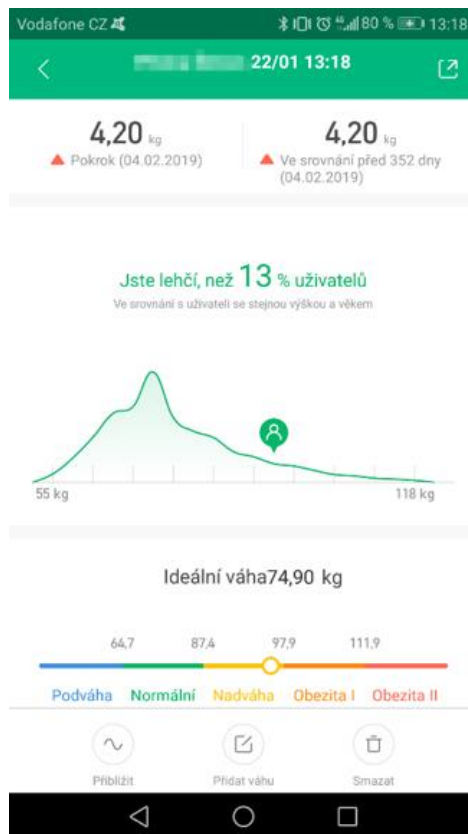 Vodafone CZ 80 % 13:18
22/01 13:18
4,20 kg
Pokrok (04.02.2019)
4,20 kg
Ve srovnání před 352 dny
(04.02.2019)
Jste lehčí, než 13 % uživatelů
Ve srovnání s uživateli se stejnou výškou a věkem
55 kg 118 kg
Ideální váha74,90 kg
64,7 87,4 97,9 111,9
Podváha Normální Nadváha Obezita I Obezita II
Přiblížit Přidat váhu Smazat